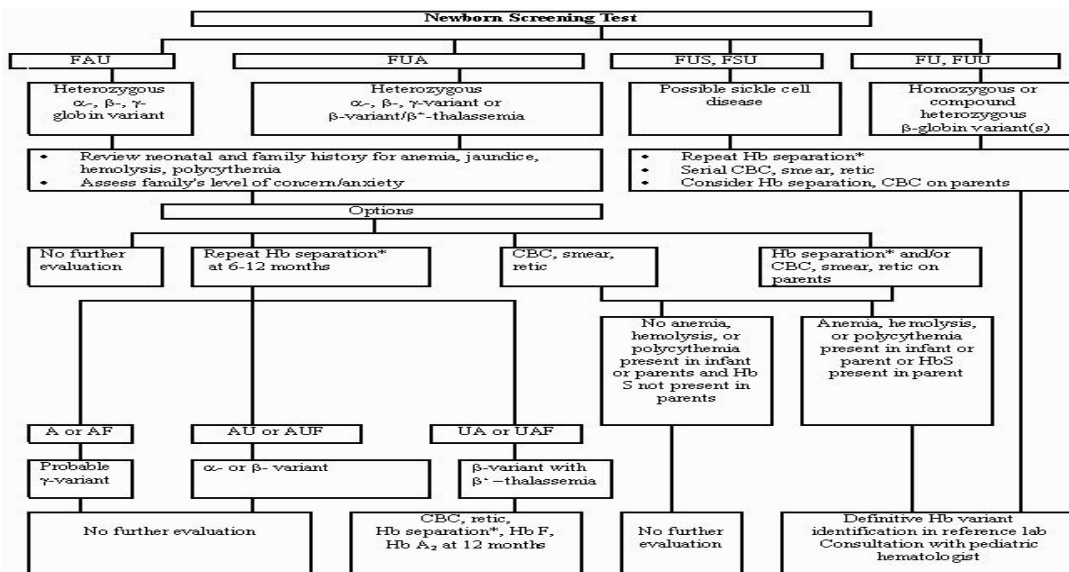 Newborn Screening Test
FAU
FUA
FUS, FSU
FU, FUU
Heterozygous
α-, β-, γ-
globin variant
Heterozygous
α-, β-, γ-variant or
β-variant/β⁺-thalassemia
Possible sickle cell
disease
Homozygous or
compound
heterozygous
β-globin variant(s)
• Review neonatal and family history for anemia, jaundice,
hemolysis, polycythemia
• Assess family's level of concern/anxiety
• Repeat Hb separation*
• Serial CBC, smear, retic
• Consider Hb separation, CBC on parents
Options
No further
evaluation
Repeat Hb separation*
at 6-12 months
CBC, smear,
retic
Hb separation* and/or
CBC, smear, retic on
parents
No anemia,
hemolysis, or
polycythemia
present in infant
or parents and Hb
S not present in
parents
Anemia, hemolysis,
or polycythemia
present in infant or
parent or HbS
present in parent
A or AF
AU or AUF
UA or UAF
Probable
γ-variant
α- or β- variant
β-variant with
β⁺–thalassemia
No further evaluation
CBC, retic,
Hb separation*, Hb F,
Hb A₂ at 12 months
No further
evaluation
Definitive Hb variant
identification in reference lab
Consultation with pediatric
hematologist